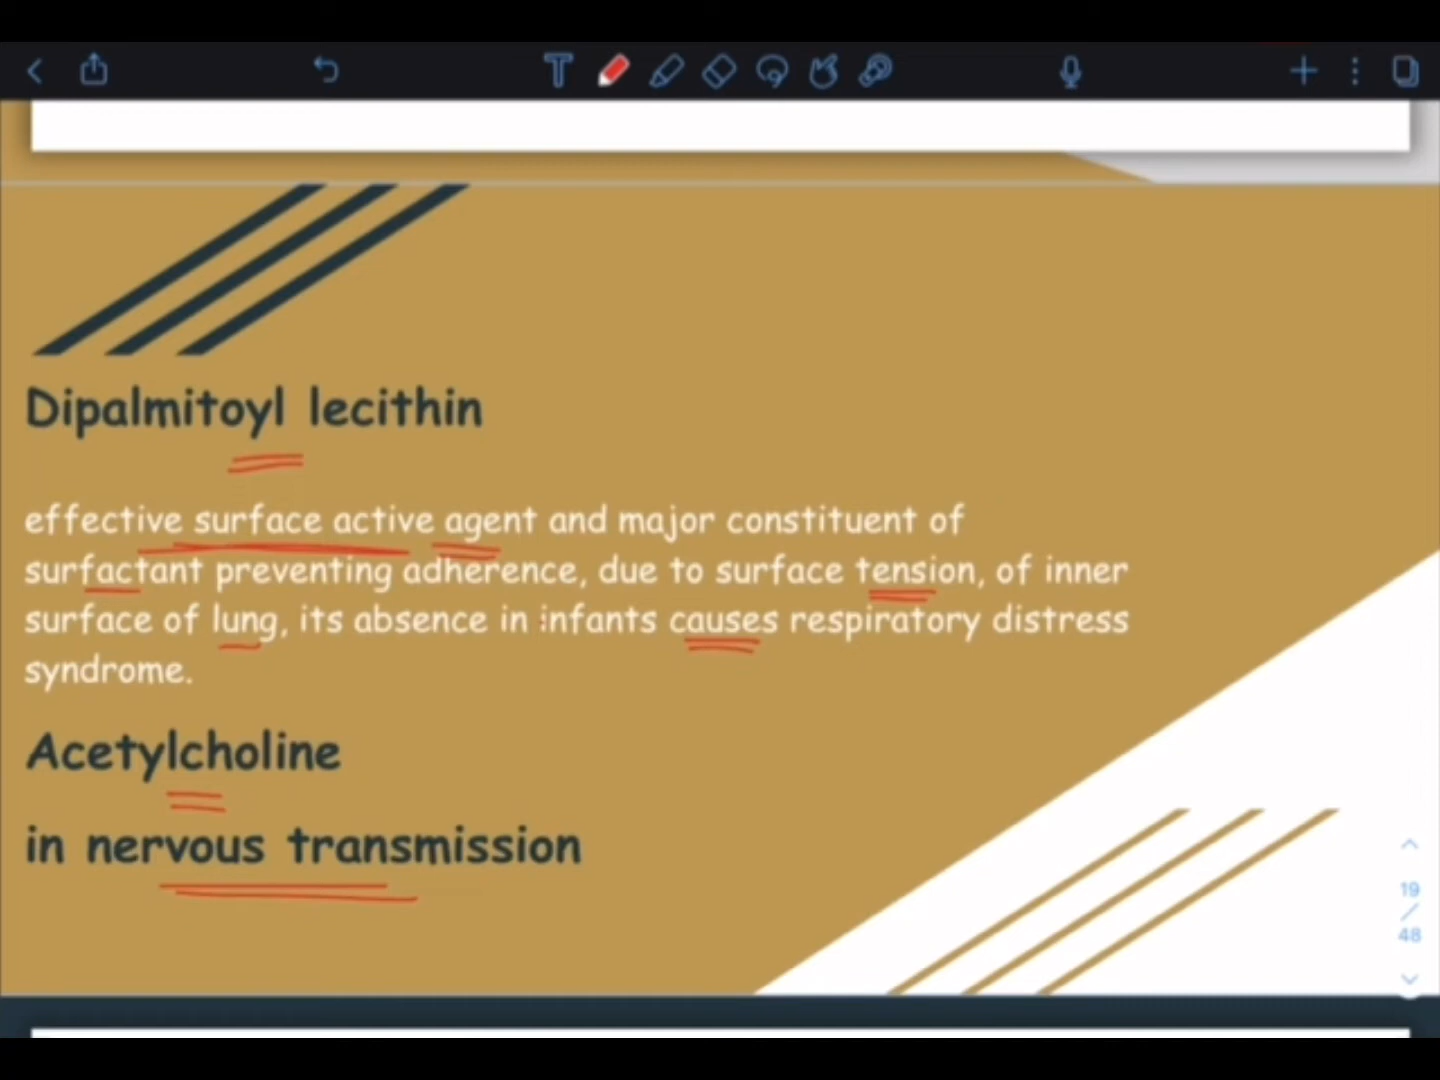 Dipalmitoyl lecithin
effective surface active agent and major constituent of
surfactant preventing adherence, due to surface tension, of inner
surface of lung, its absence in infants causes respiratory distress
syndrome.
Acetylcholine
in nervous transmission
19
/
48